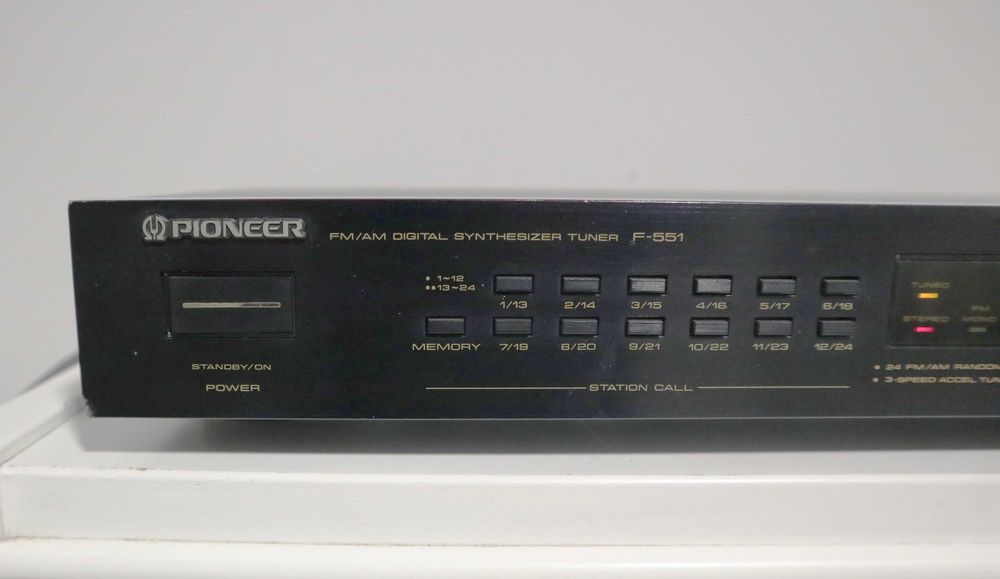 PIONEER
FM/AM DIGITAL SYNTHESIZER TUNER F-551
• 1~12
•• 13~24
1/13 2/14 3/15 4/16 5/17 6/18
MEMORY 7/19 8/20 9/21 10/22 11/23 12/24
STATION CALL
STANDBY/ON
POWER
TUNED
STEREO
FM
MONO
• 24 FM/AM RANDOM
• 3-SPEED ACCEL TUN